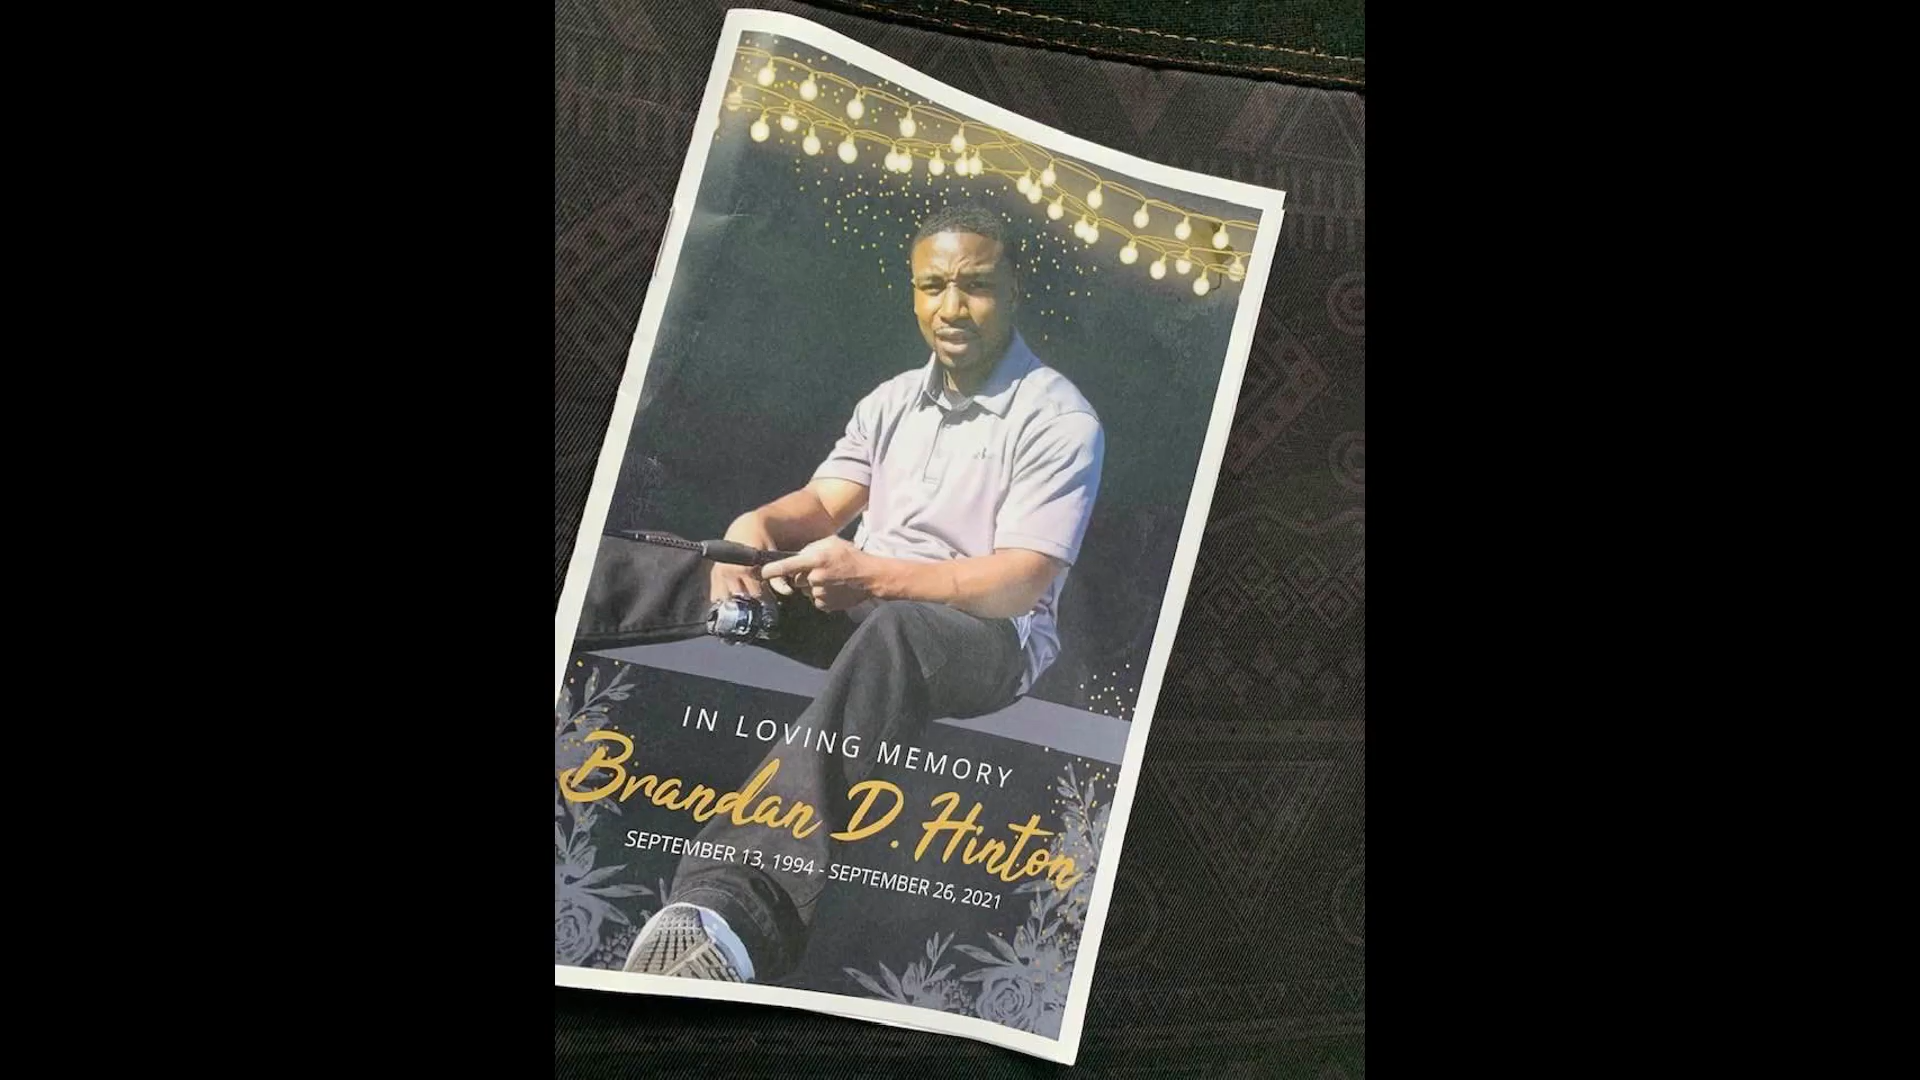 IN LOVING MEMORY
Brandan D. Hinton
SEPTEMBER 13, 1994 - SEPTEMBER 26, 2021